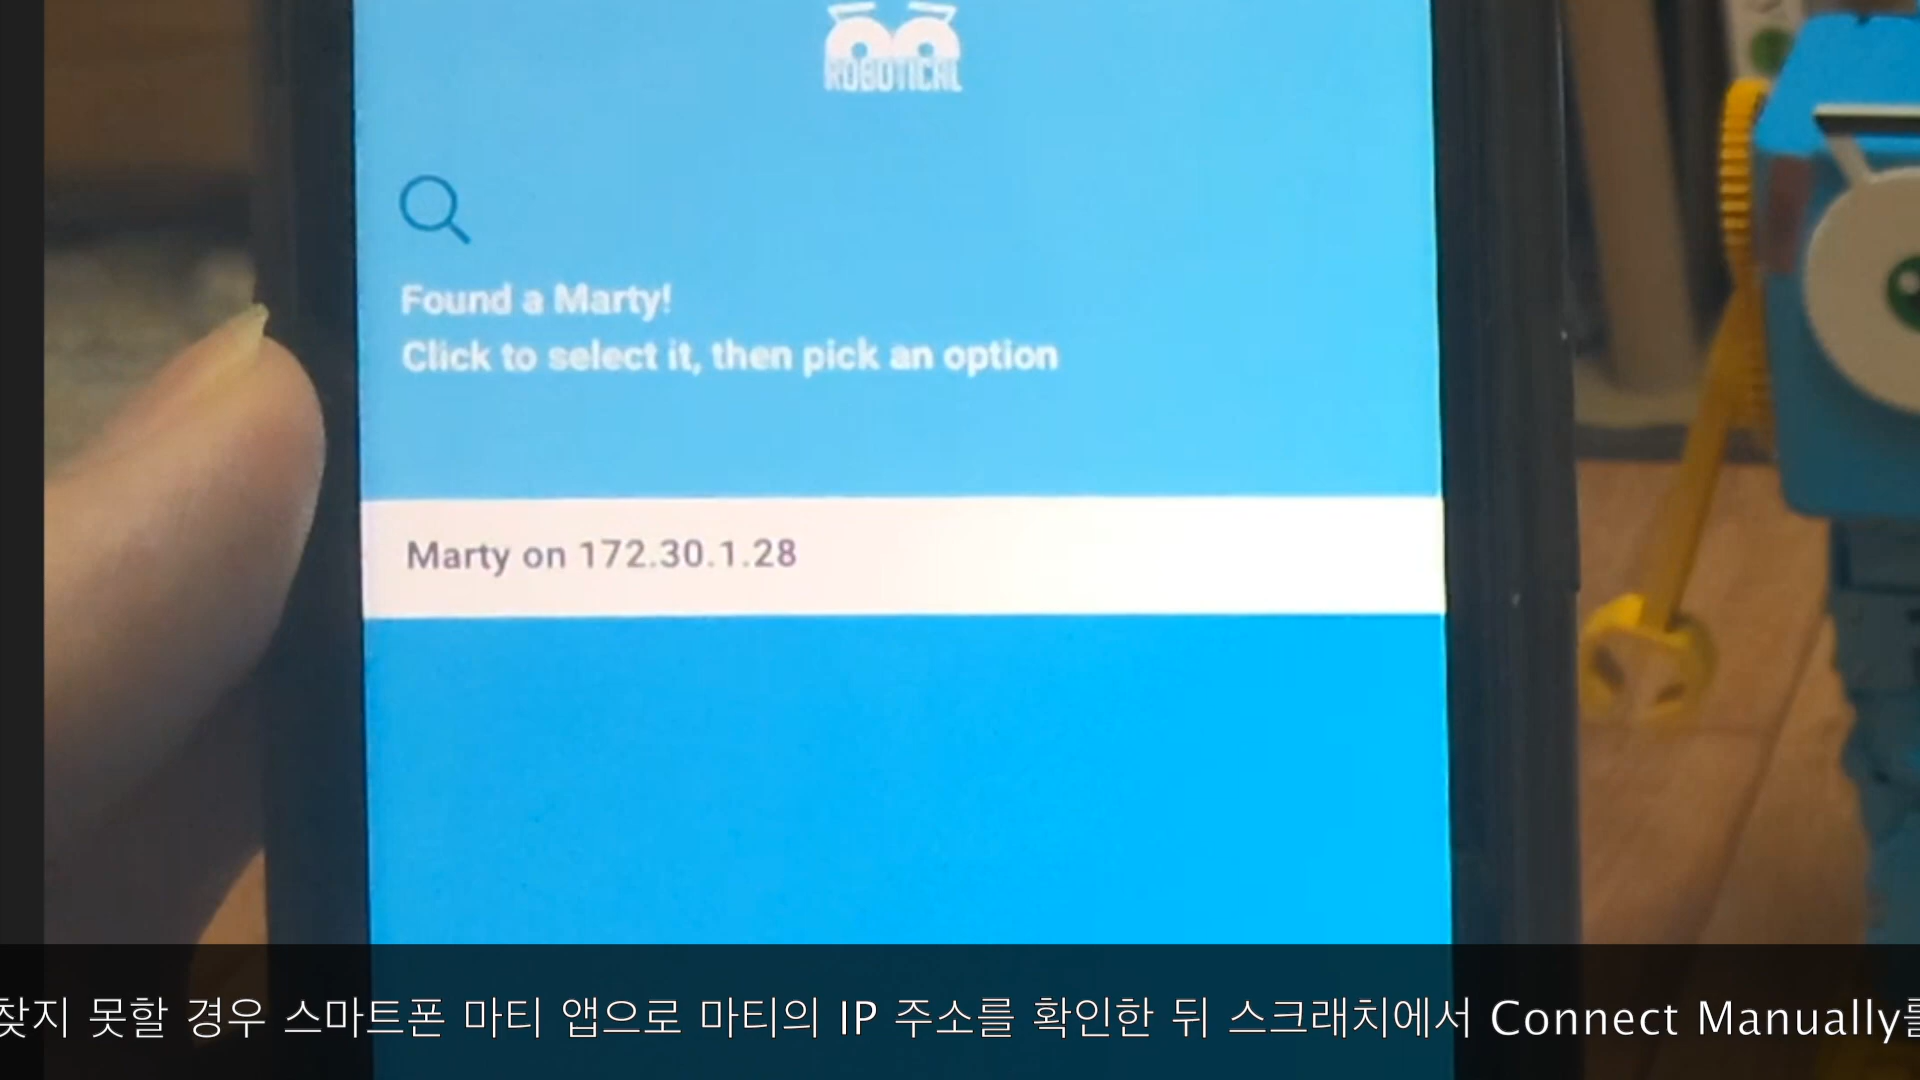 ROBOTICAL
Found a Marty!
Click to select it, then pick an option
Marty on 172.30.1.28
찾지 못할 경우 스마트폰 마티 앱으로 마티의 IP 주소를 확인한 뒤 스크래치에서 Connect Manually를